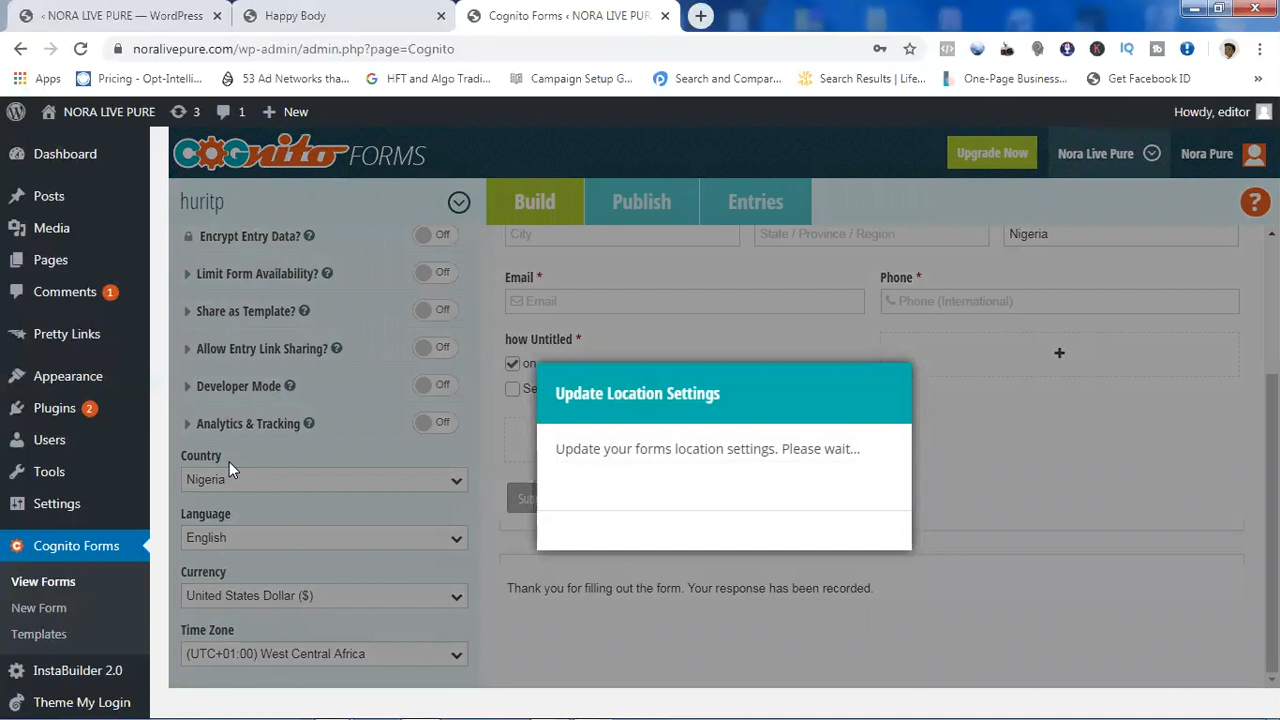 ‹ NORA LIVE PURE — WordPress
Happy Body
Cognito Forms ‹ NORA LIVE PUR
noralivepure.com/wp-admin/admin.php?page=Cognito
Apps
Pricing - Opt-Intelli...
53 Ad Networks tha...
HFT and Algo Tradi...
Campaign Setup G...
Search and Compar...
Search Results | Life...
One-Page Business...
Get Facebook ID
»
NORA LIVE PURE
3
1
New
Howdy, editor
COGNITO FORMS
Upgrade Now
Nora Live Pure
Nora Pure
Dashboard
Posts
Media
Pages
Comments 1
Pretty Links
Appearance
Plugins 2
Users
Tools
Settings
Cognito Forms
View Forms
New Form
Templates
InstaBuilder 2.0
Theme My Login
huritp
Build
Publish
Entries
?
Encrypt Entry Data? ?
Off
Limit Form Availability? ?
Off
Share as Template? ?
Off
Allow Entry Link Sharing? ?
Off
Developer Mode ?
Off
Analytics & Tracking ?
Off
Country
Nigeria
Language
English
Currency
United States Dollar ($)
Time Zone
(UTC+01:00) West Central Africa
City
State / Province / Region
Nigeria
Email *
Email
Phone *
Phone (International)
how Untitled *
on
Se
Sub
Update Location Settings
Update your forms location settings. Please wait...
Thank you for filling out the form. Your response has been recorded.